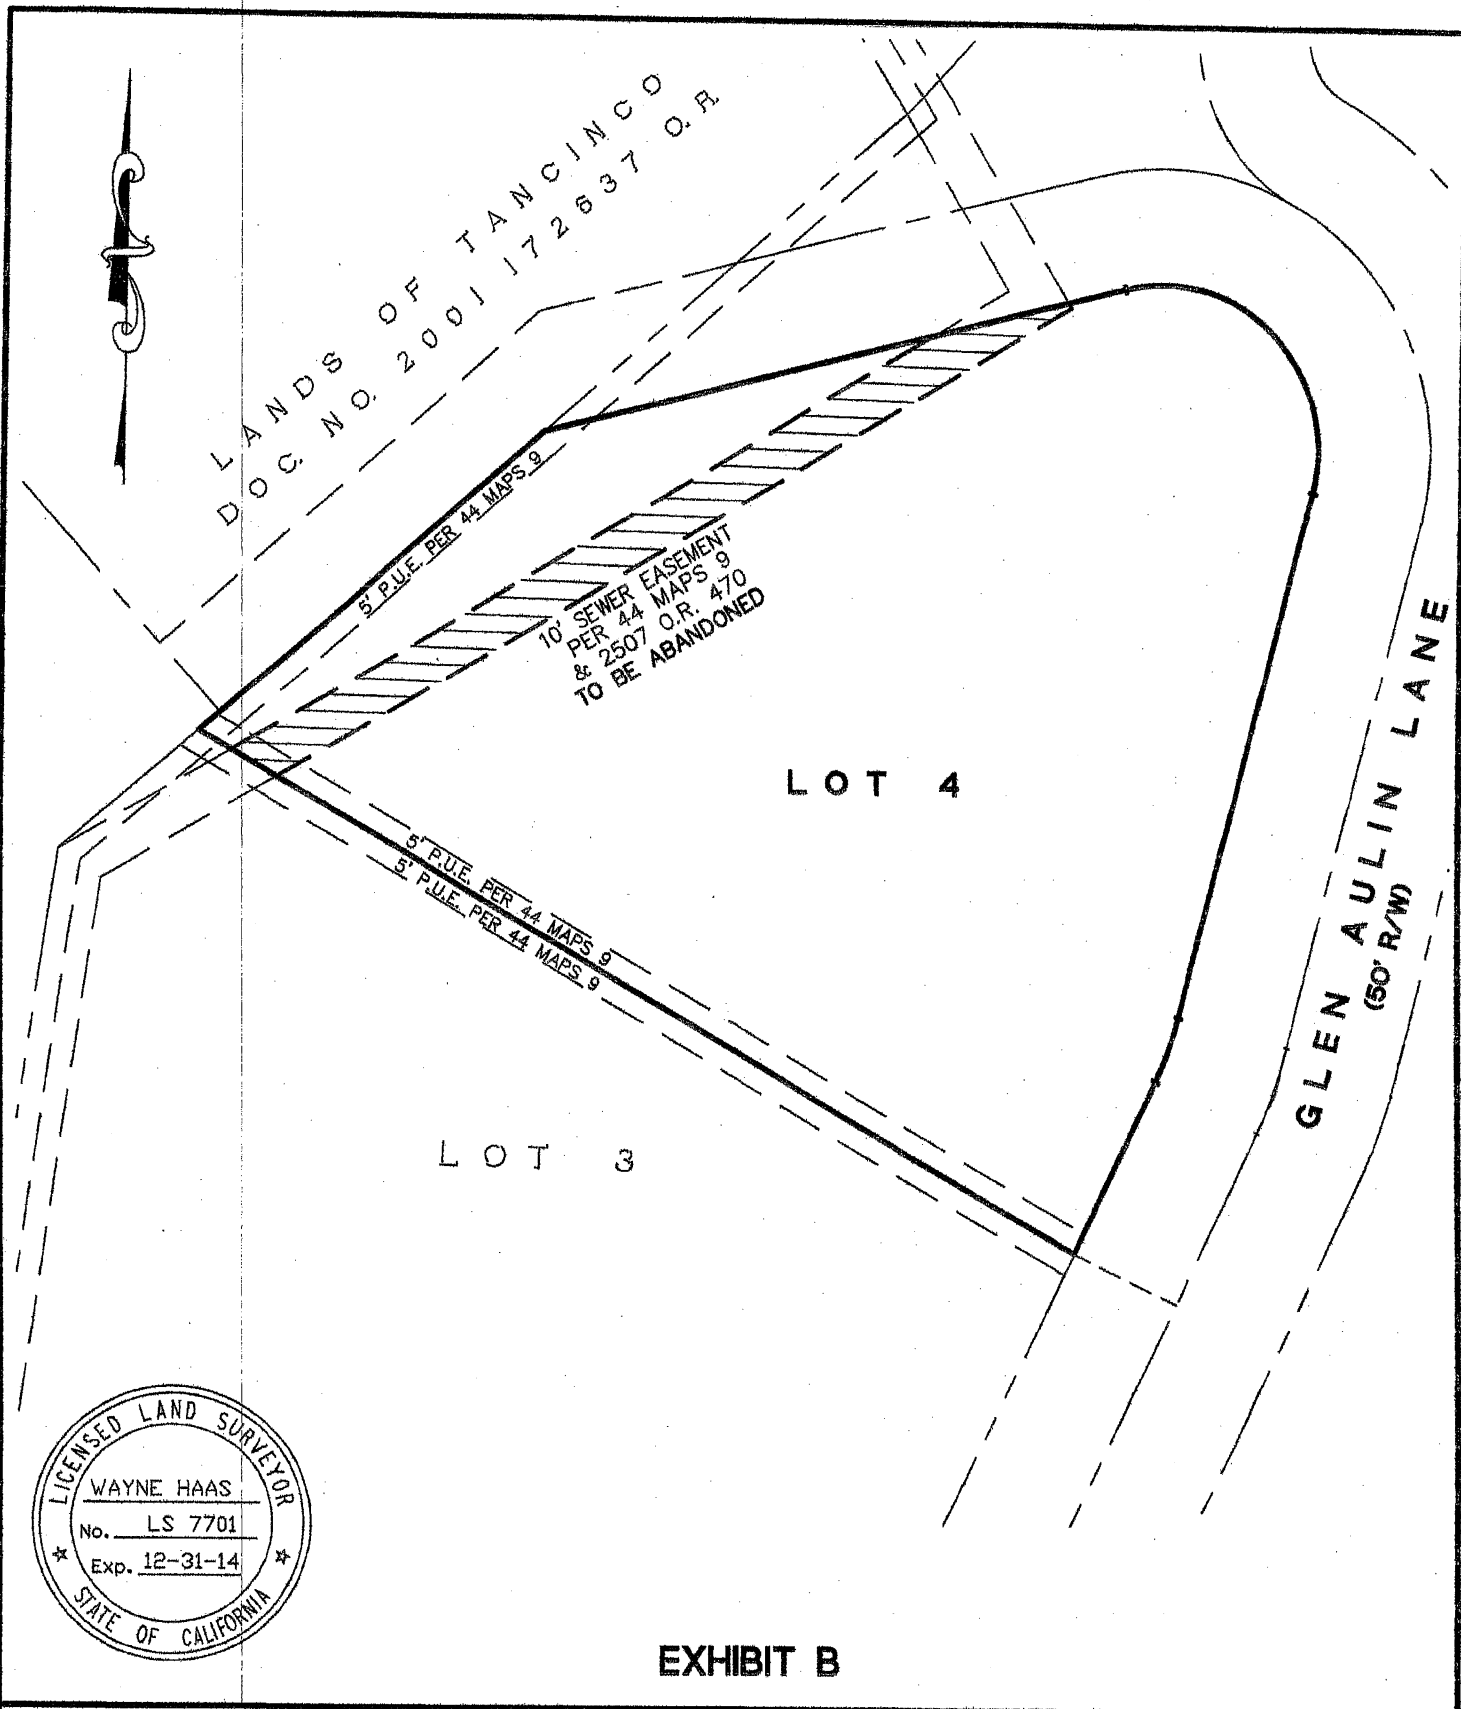 LANDS OF TANCINCO
DOC. NO. 2001 172637 O.R.
5' P.U.E. PER 44 MAPS 9
10' SEWER EASEMENT
PER 44 MAPS 9
& 2507 O.R. 470
TO BE ABANDONED
LOT 4
5' P.U.E. PER 44 MAPS 9
5' P.U.E. PER 44 MAPS 9
GLEN AULIN LANE
(50' R/W)
LOT 3
LICENSED LAND SURVEYOR
WAYNE HAAS
No. LS 7701
Exp. 12-31-14
STATE OF CALIFORNIA
EXHIBIT B